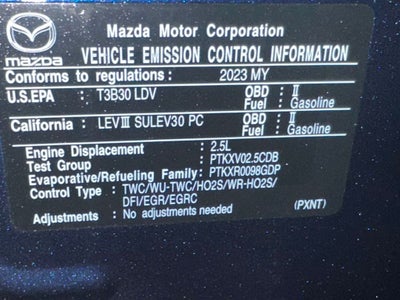 Mazda Motor Corporation
mazda
VEHICLE EMISSION CONTROL INFORMATION
Conforms to regulations : 2023 MY
U.S.EPA : T3B30 LDV OBD : II
Fuel : Gasoline
California : LEVIII SULEV30 PC OBD : II
Fuel : Gasoline
Engine Displacement : 2.5L
Test Group : PTKXV02.5CDB
Evaporative/Refueling Family: PTKXR0098GDP
Control Type : TWC/WU-TWC/HO2S/WR-HO2S/
DFI/EGR/EGRC
Adjustments : No adjustments needed (PXNT)